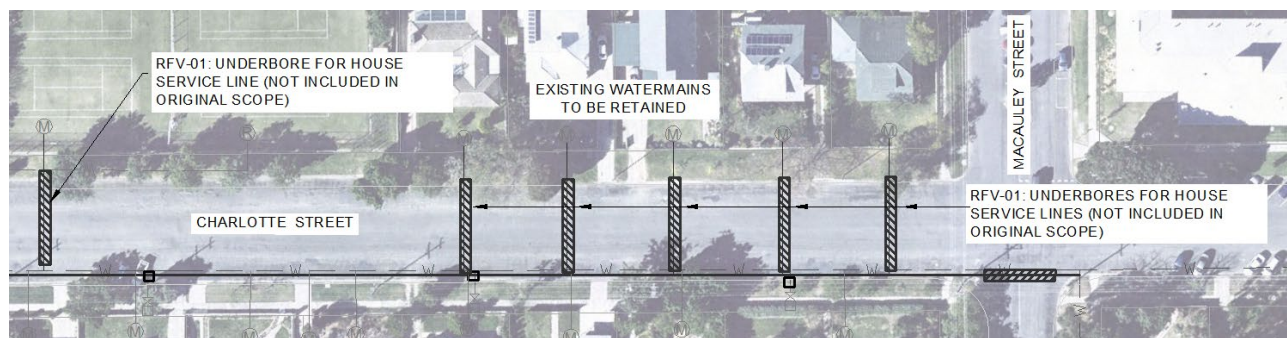 RFV-01: UNDERBORE FOR HOUSE
SERVICE LINE (NOT INCLUDED IN
ORIGINAL SCOPE)
EXISTING WATERMAINS
TO BE RETAINED
MACAULEY STREET
M
M
M
M
M
M
RFV-01: UNDERBORES FOR HOUSE
SERVICE LINES (NOT INCLUDED IN
ORIGINAL SCOPE)
CHARLOTTE STREET
W
W
W
W
W
W
W
W
M
M
M
M